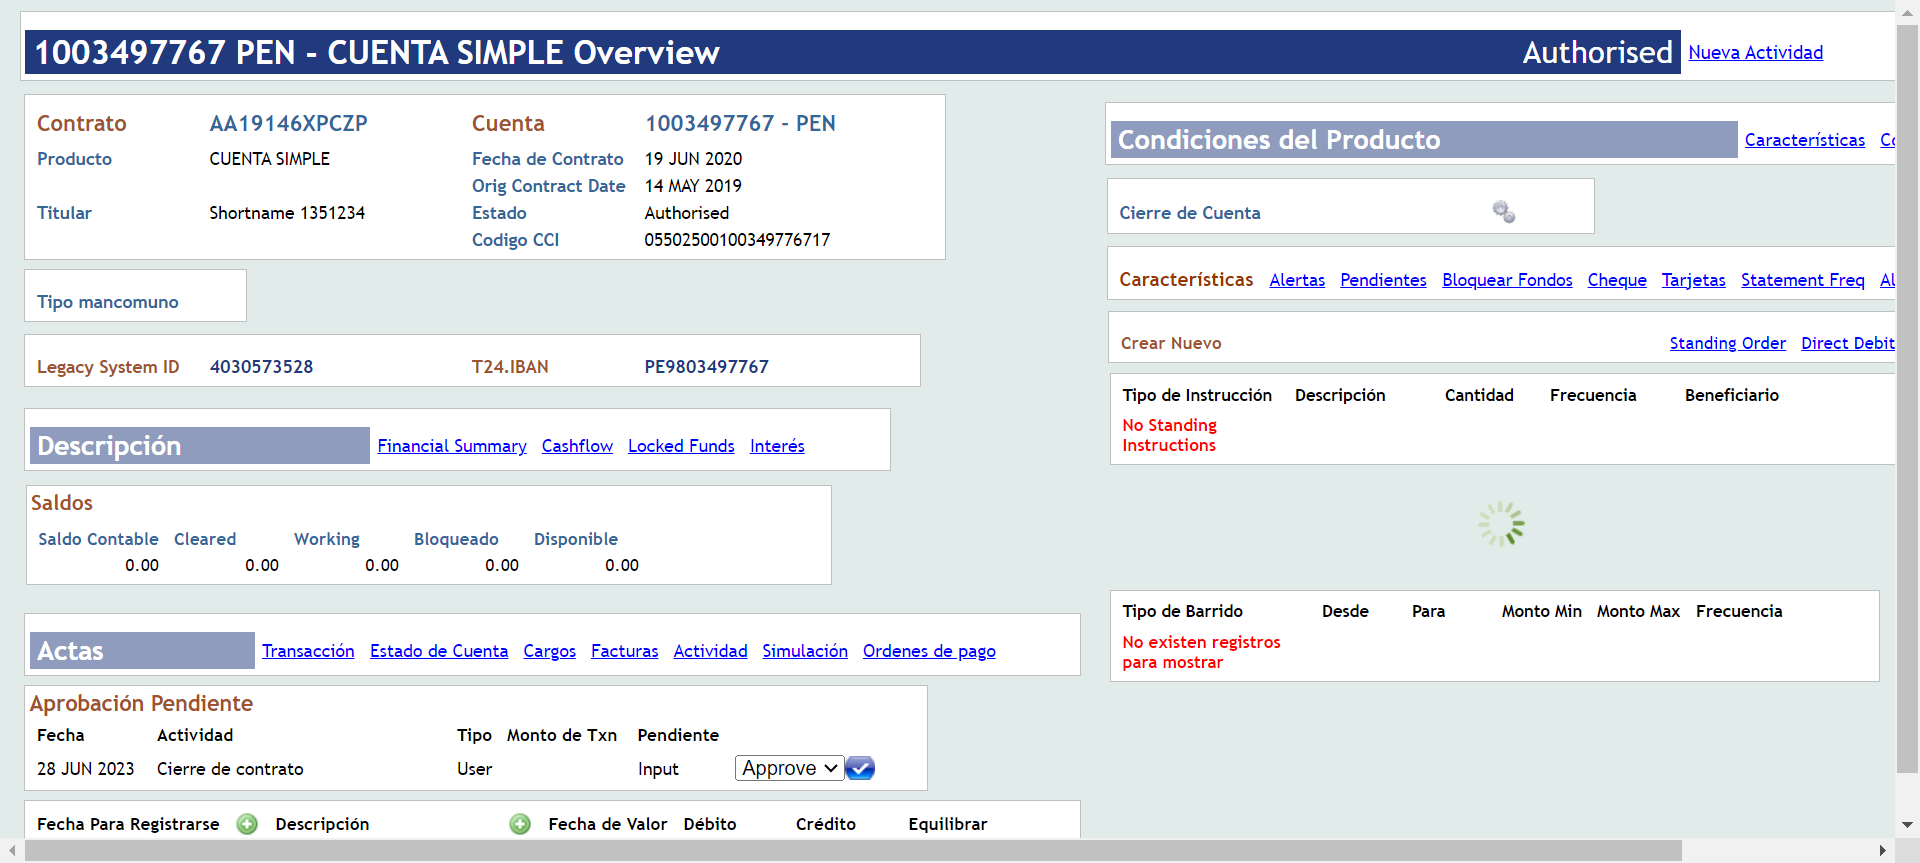 1003497767 PEN - CUENTA SIMPLE Overview Authorised Nueva Actividad
Contrato AA19146XPCZP Cuenta 1003497767 - PEN
Producto CUENTA SIMPLE Fecha de Contrato 19 JUN 2020
Orig Contract Date 14 MAY 2019
Titular Shortname 1351234 Estado Authorised
Codigo CCI 05502500100349776717
Tipo mancomuno
Legacy System ID 4030573528 T24.IBAN PE9803497767
Descripción Financial Summary Cashflow Locked Funds Interés
Saldos
Saldo Contable Cleared Working Bloqueado Disponible
0.00 0.00 0.00 0.00 0.00
Actas Transacción Estado de Cuenta Cargos Facturas Actividad Simulación Ordenes de pago
Aprobación Pendiente
Fecha Actividad Tipo Monto de Txn Pendiente
28 JUN 2023 Cierre de contrato User Input Approve
Fecha Para Registrarse Descripción Fecha de Valor Débito Crédito Equilibrar
Condiciones del Producto Características
Cierre de Cuenta
Características Alertas Pendientes Bloquear Fondos Cheque Tarjetas Statement Freq
Crear Nuevo Standing Order Direct Debit
Tipo de Instrucción Descripción Cantidad Frecuencia Beneficiario
No Standing
Instructions
Tipo de Barrido Desde Para Monto Min Monto Max Frecuencia
No existen registros
para mostrar